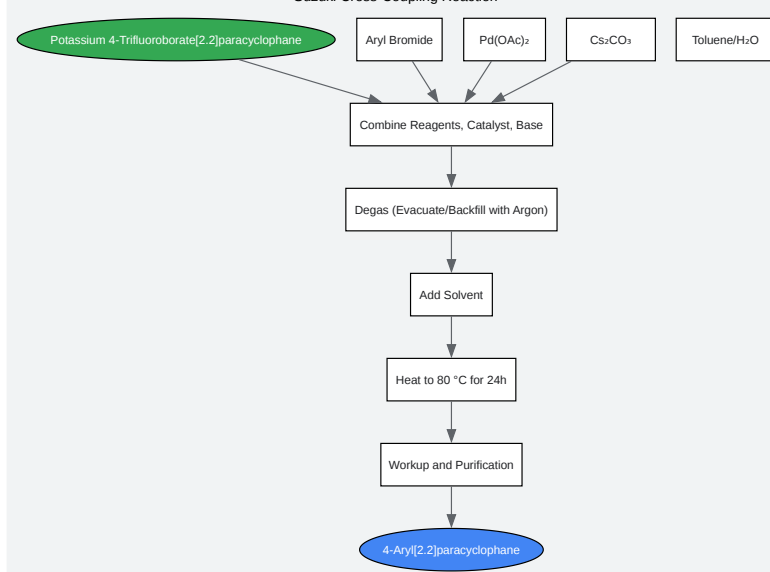 Suzuki Cross-Coupling Reaction
Potassium 4-Trifluoroborate[2.2]paracyclophane
Aryl Bromide
Pd(OAc)₂
Cs₂CO₃
Toluene/H₂O
Combine Reagents, Catalyst, Base
Degas (Evacuate/Backfill with Argon)
Add Solvent
Heat to 80 °C for 24h
Workup and Purification
4-Aryl[2.2]paracyclophane